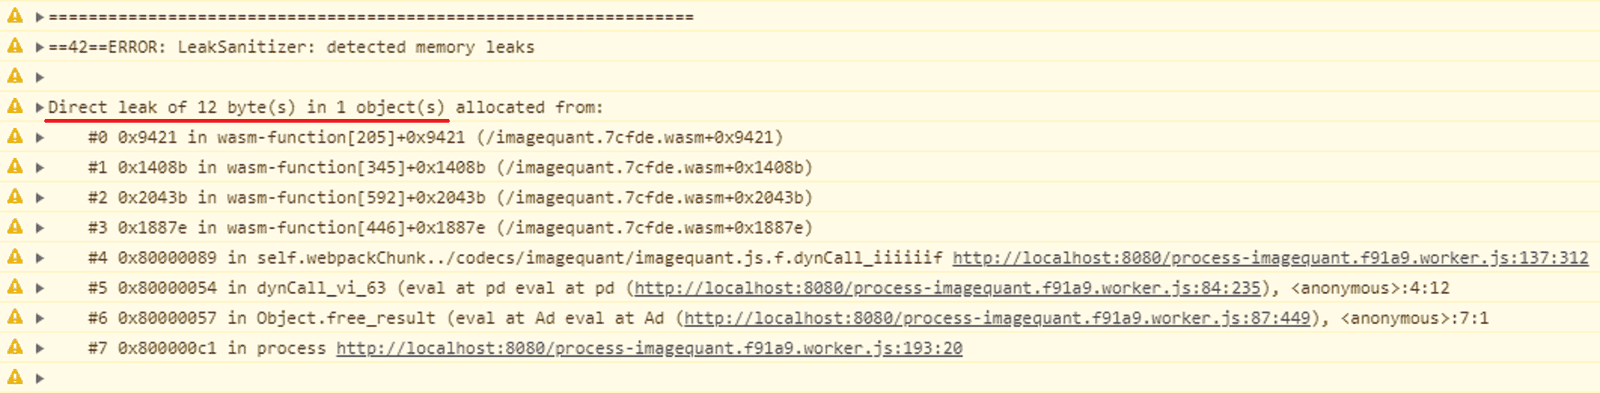 =================================================================
==42==ERROR: LeakSanitizer: detected memory leaks
Direct leak of 12 byte(s) in 1 object(s) allocated from:
#0 0x9421 in wasm-function[205]+0x9421 (/imagequant.7cfde.wasm+0x9421)
#1 0x1408b in wasm-function[345]+0x1408b (/imagequant.7cfde.wasm+0x1408b)
#2 0x2043b in wasm-function[592]+0x2043b (/imagequant.7cfde.wasm+0x2043b)
#3 0x1887e in wasm-function[446]+0x1887e (/imagequant.7cfde.wasm+0x1887e)
#4 0x80000089 in self.webpackChunk../codecs/imagequant/imagequant.js.f.dynCall_iiiiiif http://localhost:8080/process-imagequant.f91a9.worker.js:137:312
#5 0x80000054 in dynCall_vi_63 (eval at pd eval at pd (http://localhost:8080/process-imagequant.f91a9.worker.js:84:235), <anonymous>:4:12
#6 0x80000057 in Object.free_result (eval at Ad eval at Ad (http://localhost:8080/process-imagequant.f91a9.worker.js:87:449), <anonymous>:7:1
#7 0x800000c1 in process http://localhost:8080/process-imagequant.f91a9.worker.js:193:20